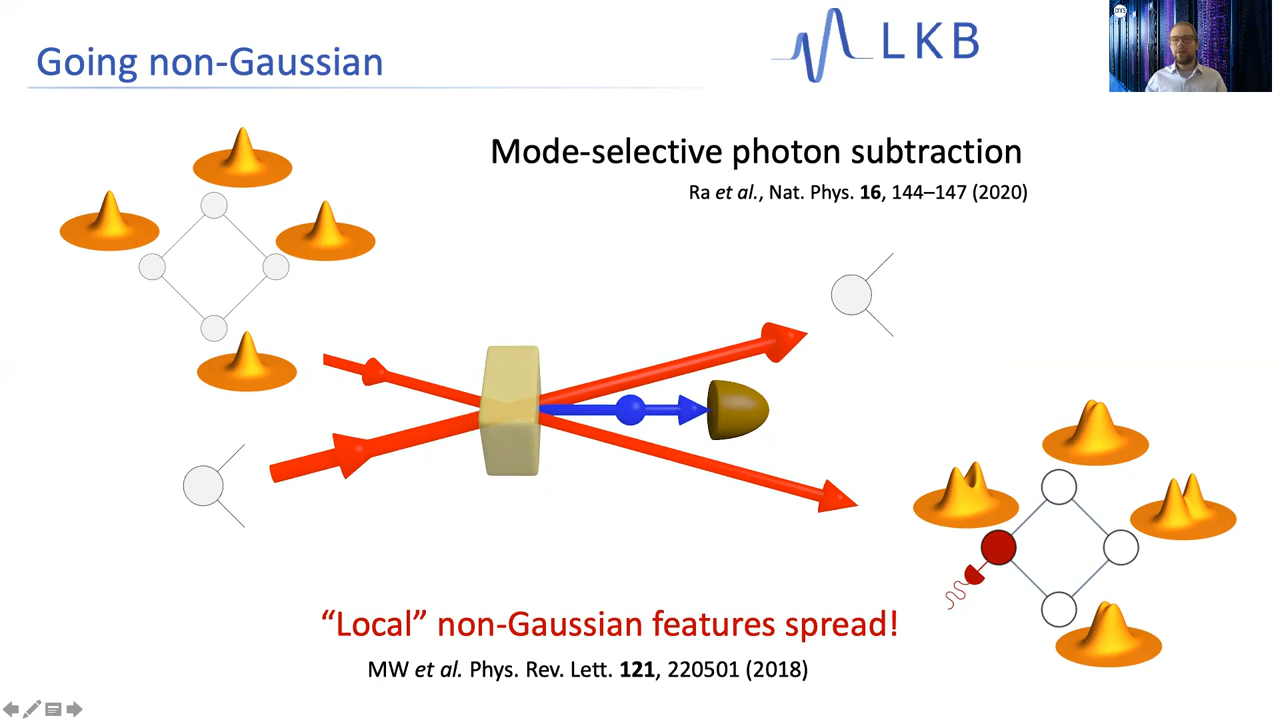 Going non-Gaussian
LKB
cnrs
Mode-selective photon subtraction
Ra et al., Nat. Phys. 16, 144–147 (2020)
“Local” non-Gaussian features spread!
MW et al. Phys. Rev. Lett. 121, 220501 (2018)